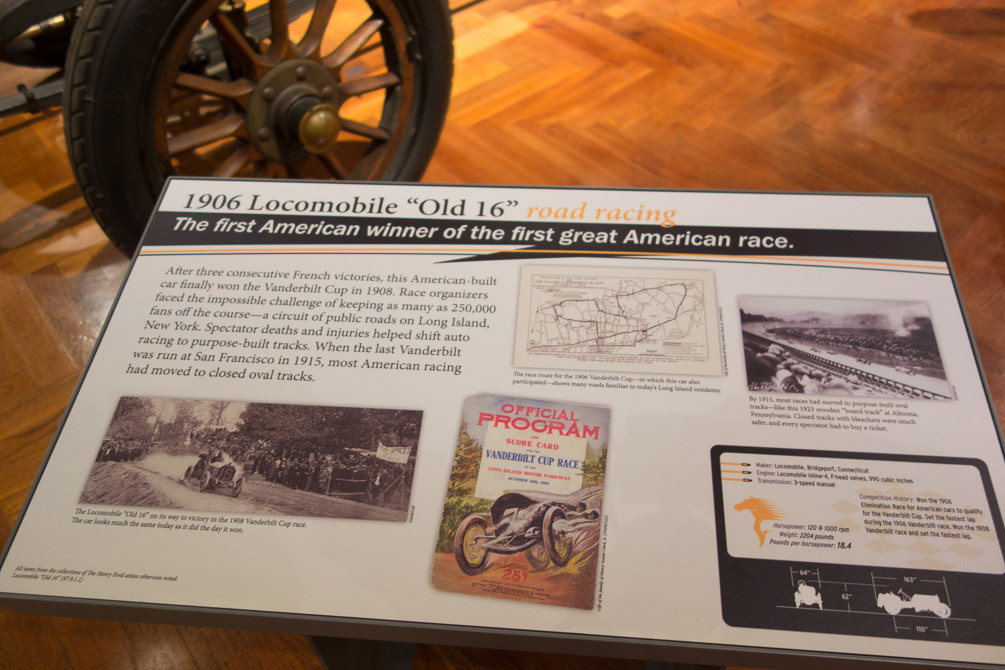 1906 Locomobile “Old 16” road racing
The first American winner of the first great American race.
After three consecutive French victories, this American-built
car finally won the Vanderbilt Cup in 1908. Race organizers
faced the impossible challenge of keeping as many as 250,000
fans off the course—a circuit of public roads on Long Island,
New York. Spectator deaths and injuries helped shift auto
racing to purpose-built tracks. When the last Vanderbilt
was run at San Francisco in 1915, most American racing
had moved to closed oval tracks.
The race route for the 1906 Vanderbilt Cup—in which this car also
participated—shows many roads familiar to today's Long Island residents.
By 1915, most races had moved to purpose-built oval
tracks—like this 1923 wooden "board track" at Altoona,
Pennsylvania. Closed tracks with bleachers were much
safer, and every spectator had to buy a ticket.
The Locomobile "Old 16" on its way to victory in the 1908 Vanderbilt Cup race.
The car looks much the same today as it did the day it won.
OFFICIAL
PROGRAM
AND
SCORE CARD
FOR THE
VANDERBILT CUP RACE
LONG ISLAND MOTOR PARKWAY
25¢
Maker: Locomobile, Bridgeport, Connecticut
Engine: Locomobile inline-4, F-head valves, 990 cubic inches
Transmission: 3-speed manual
Horsepower: 120 @ 1000 rpm
Weight: 2204 pounds
Pounds per horsepower: 18.4
Competition History: Won the 1906
Elimination Race for American cars to qualify
for the Vanderbilt Cup. Set the fastest lap
during the 1906 Vanderbilt race. Won the 1908
Vanderbilt race and set the fastest lap.
64"
62"
163"
110"
All items from the collections of The Henry Ford unless otherwise noted.
Locomobile "Old 16" (97.9.1.1)